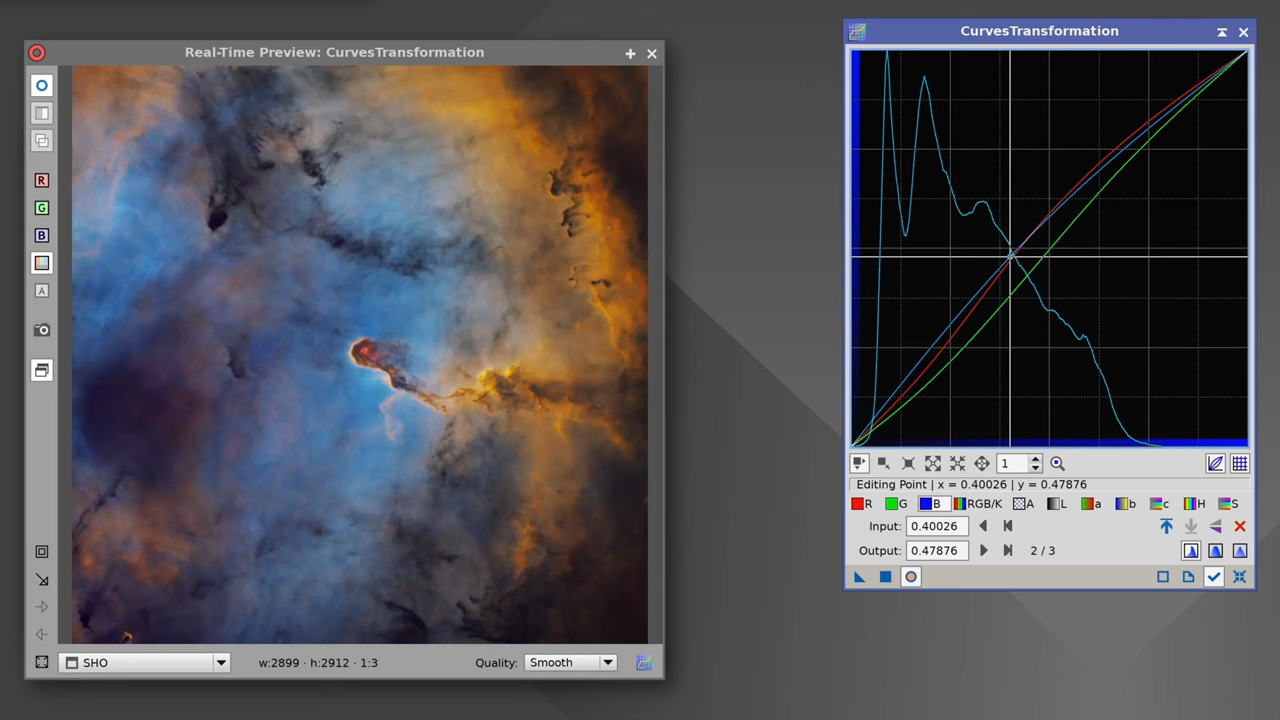 Real-Time Preview: CurvesTransformation
R
G
B
A
SHO
w:2899 · h:2912 · 1:3
Quality: Smooth
CurvesTransformation
1
Editing Point | x = 0.40026 | y = 0.47876
R G B RGB/K A L a b c H S
Input: 0.40026
Output: 0.47876 2 / 3